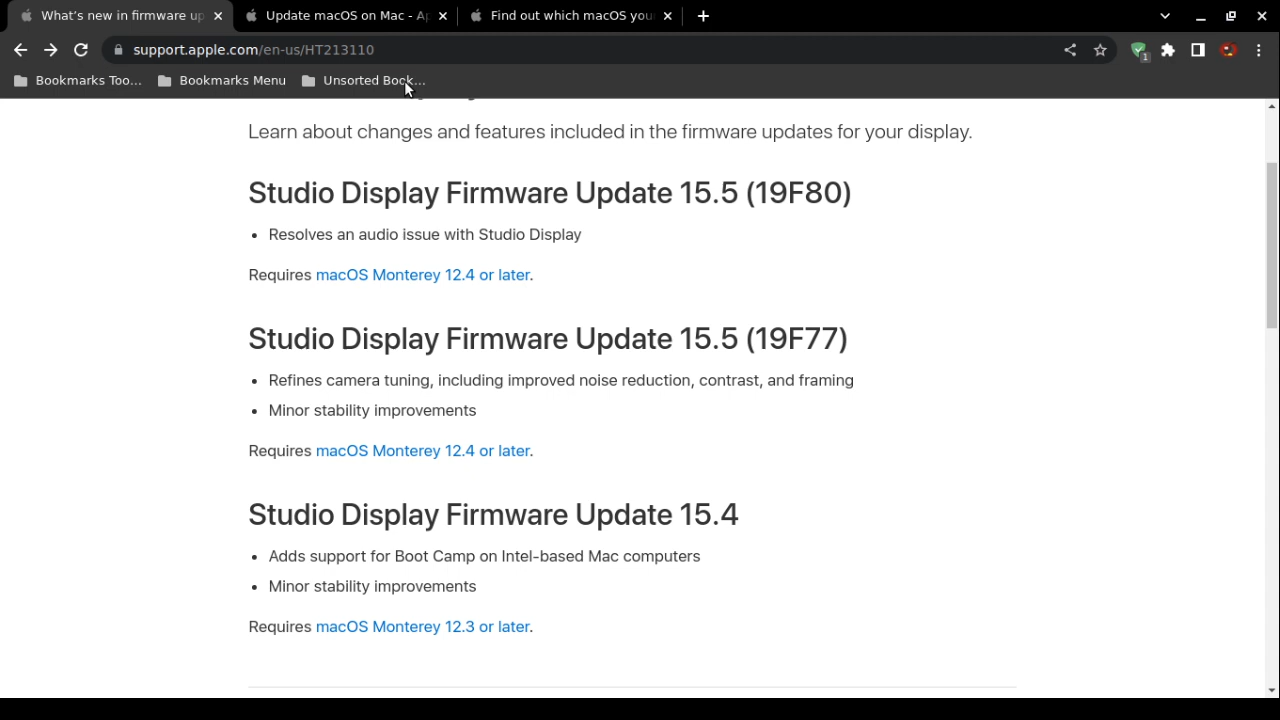 What's new in firmware up
Update macOS on Mac - Ap
Find out which macOS you
support.apple.com/en-us/HT213110
1
Bookmarks Too...
Bookmarks Menu
Unsorted Book...
Learn about changes and features included in the firmware updates for your display.
Studio Display Firmware Update 15.5 (19F80)
• Resolves an audio issue with Studio Display
Requires macOS Monterey 12.4 or later.
Studio Display Firmware Update 15.5 (19F77)
• Refines camera tuning, including improved noise reduction, contrast, and framing
• Minor stability improvements
Requires macOS Monterey 12.4 or later.
Studio Display Firmware Update 15.4
• Adds support for Boot Camp on Intel-based Mac computers
• Minor stability improvements
Requires macOS Monterey 12.3 or later.